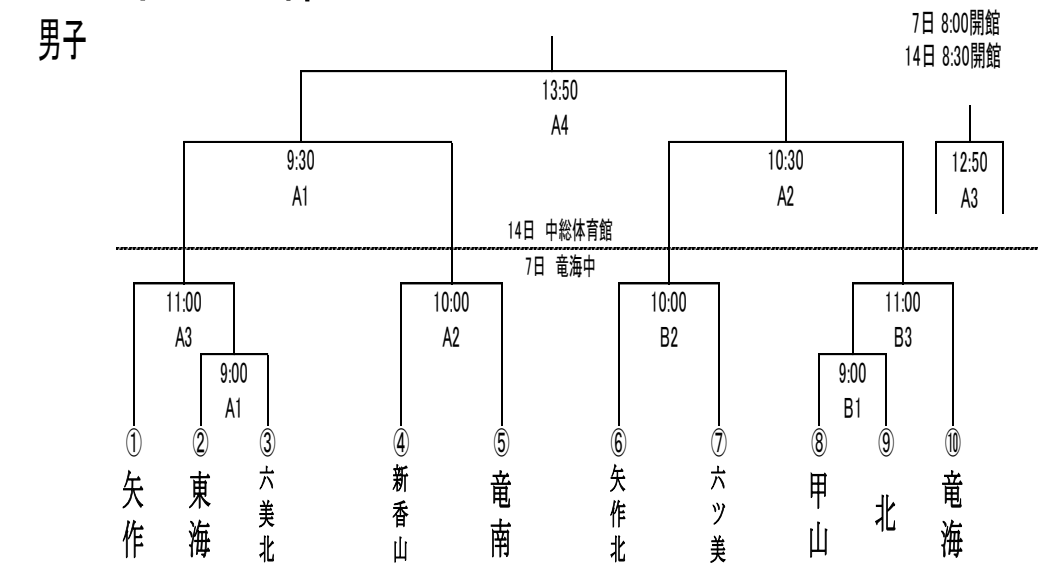 男子
7日 8:00開館
14日 8:30開館
13:50
A4
9:30
A1
10:30
A2
12:50
A3
14日 中総体育館
7日 竜海中
11:00
A3
10:00
A2
10:00
B2
11:00
B3
9:00
A1
9:00
B1
① 矢作
② 東海
③ 六美北
④ 新香山
⑤ 竜南
⑥ 矢作北
⑦ 六ツ美
⑧ 甲山
⑨ 北
⑩ 竜海